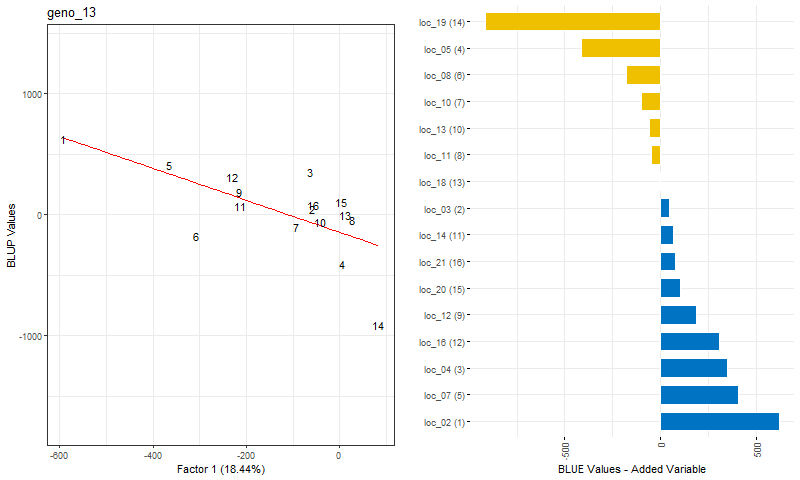 geno_13
BLUP Values
1000
0
-1000
1
5
12
3
9
11
6
16
2
15
13
10
8
7
4
14
-600
-400
-200
0
Factor 1 (18.44%)
loc_19 (14)
loc_05 (4)
loc_08 (6)
loc_10 (7)
loc_13 (10)
loc_11 (8)
loc_18 (13)
loc_03 (2)
loc_14 (11)
loc_21 (16)
loc_20 (15)
loc_12 (9)
loc_16 (12)
loc_04 (3)
loc_07 (5)
loc_02 (1)
-500
0
500
BLUE Values - Added Variable